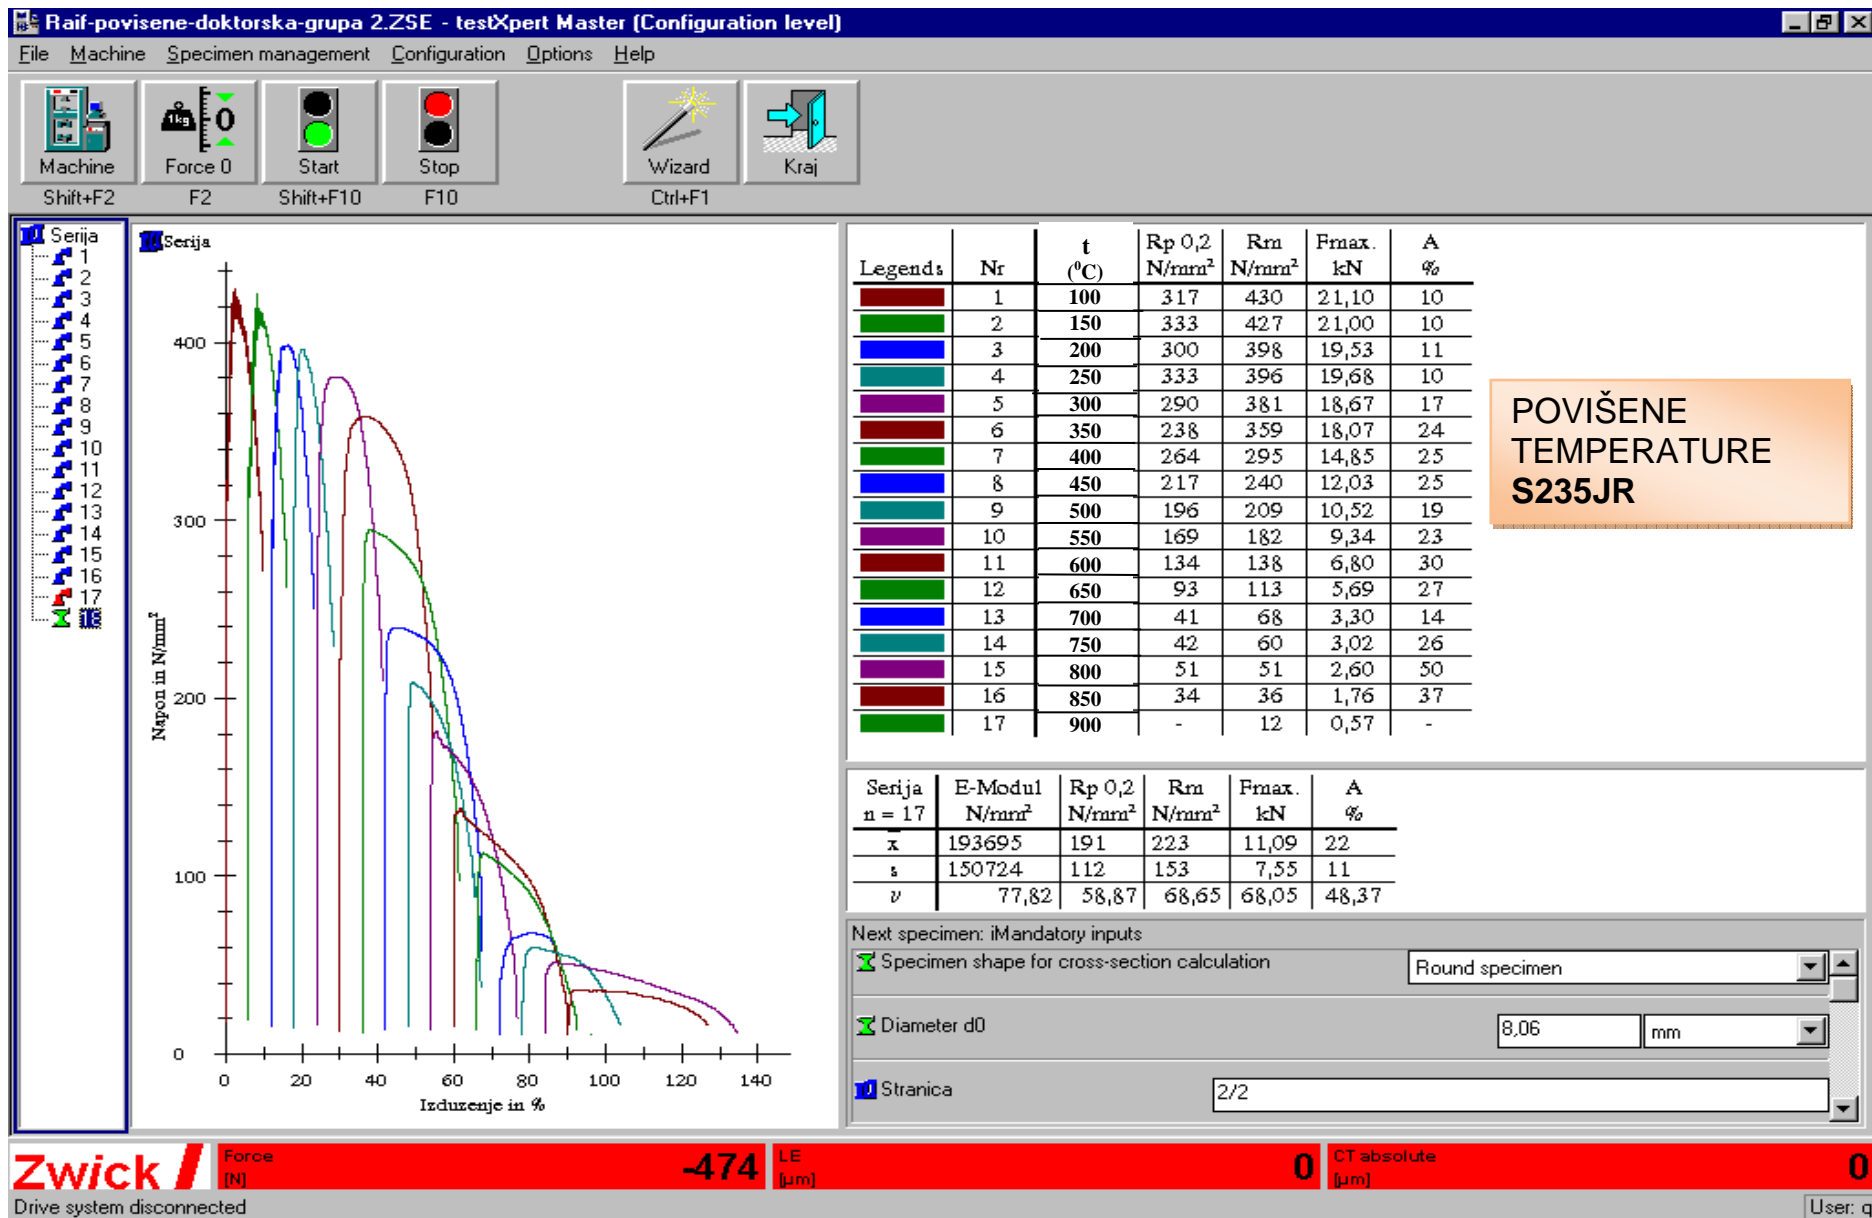 Raif-povisene-doktorska-grupa 2.ZSE - testXpert Master (Configuration level)
File Machine Specimen management Configuration Options Help
1kg 0
Machine Force 0 Start Stop Wizard Kraj
Shift+F2 F2 Shift+F10 F10 Ctrl+F1
Serija
1
2
3
4
5
6
7
8
9
10
11
12
13
14
15
16
17
18
Serija
Napon in N/mm²
400
300
200
100
0
0 20 40 60 80 100 120 140
Izduzenje in %
Legends Nr t (⁰C) Rp 0,2 N/mm² Rm N/mm² Fmax. kN A %
1 100 317 430 21,10 10
2 150 333 427 21,00 10
3 200 300 398 19,53 11
4 250 333 396 19,68 10
5 300 290 381 18,67 17
6 350 238 359 18,07 24
7 400 264 295 14,85 25
8 450 217 240 12,03 25
9 500 196 209 10,52 19
10 550 169 182 9,34 23
11 600 134 138 6,80 30
12 650 93 113 5,69 27
13 700 41 68 3,30 14
14 750 42 60 3,02 26
15 800 51 51 2,60 50
16 850 34 36 1,76 37
17 900 - 12 0,57 -
POVIŠENE
TEMPERATURE
S235JR
Serija E-Modul Rp 0,2 Rm Fmax. A
n = 17 N/mm² N/mm² N/mm² kN %
x̄ 193695 191 223 11,09 22
s 150724 112 153 7,55 11
ν 77,82 58,87 68,65 68,05 48,37
Next specimen: iMandatory inputs
Specimen shape for cross-section calculation Round specimen
Diameter d0 8,06 mm
Stranica 2/2
Zwick
Force [N] -474
LE [µm] 0
CT absolute [µm] 0
Drive system disconnected
User: q